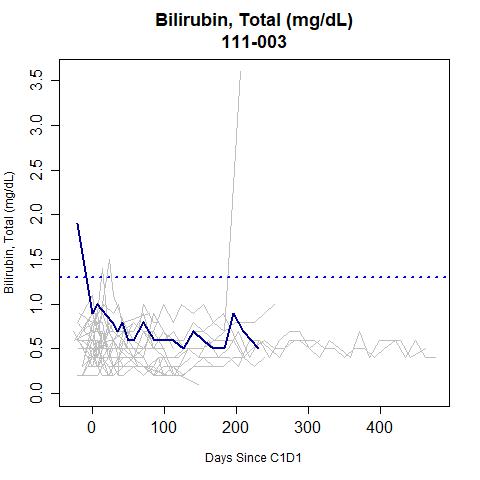 Bilirubin, Total (mg/dL)
111-003
Bilirubin, Total (mg/dL)
3.5
3.0
2.5
2.0
1.5
1.0
0.5
0.0
0 100 200 300 400
Days Since C1D1